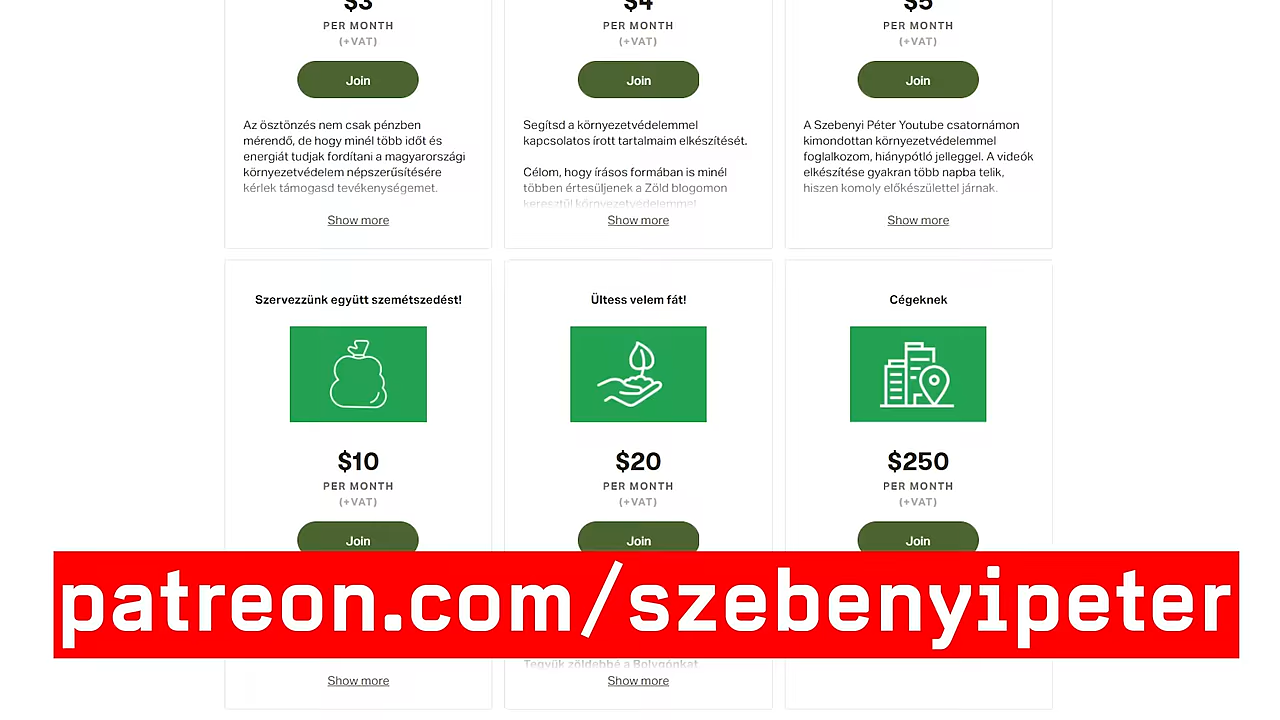 $3
PER MONTH
(+VAT)
Join
Az ösztönzés nem csak pénzben
mérendő, de hogy minél több időt és
energiát tudjak fordítani a magyarországi
környezetvédelem népszerűsítésére
kérlek támogasd tevékenységemet.
Show more
$4
PER MONTH
(+VAT)
Join
Segítsd a környezetvédelemmel
kapcsolatos írott tartalmaim elkészítését.
Célom, hogy írásos formában is minél
többen értesüljenek a Zöld blogomon
keresztül környezetvédelemmel
Show more
$5
PER MONTH
(+VAT)
Join
A Szebenyi Péter Youtube csatornámon
kimondottan környezetvédelemmel
foglalkozom, hiánypótló jelleggel. A videók
elkészítése gyakran több napba telik,
hiszen komoly előkészülettel járnak.
Show more
Szervezzünk együtt szemétszedést!
$10
PER MONTH
(+VAT)
Join
Show more
Ültess velem fát!
$20
PER MONTH
(+VAT)
Join
Tegyük zöldebbé a Bolygónkat
Show more
Cégeknek
$250
PER MONTH
(+VAT)
Join
patreon.com/szebenyipeter